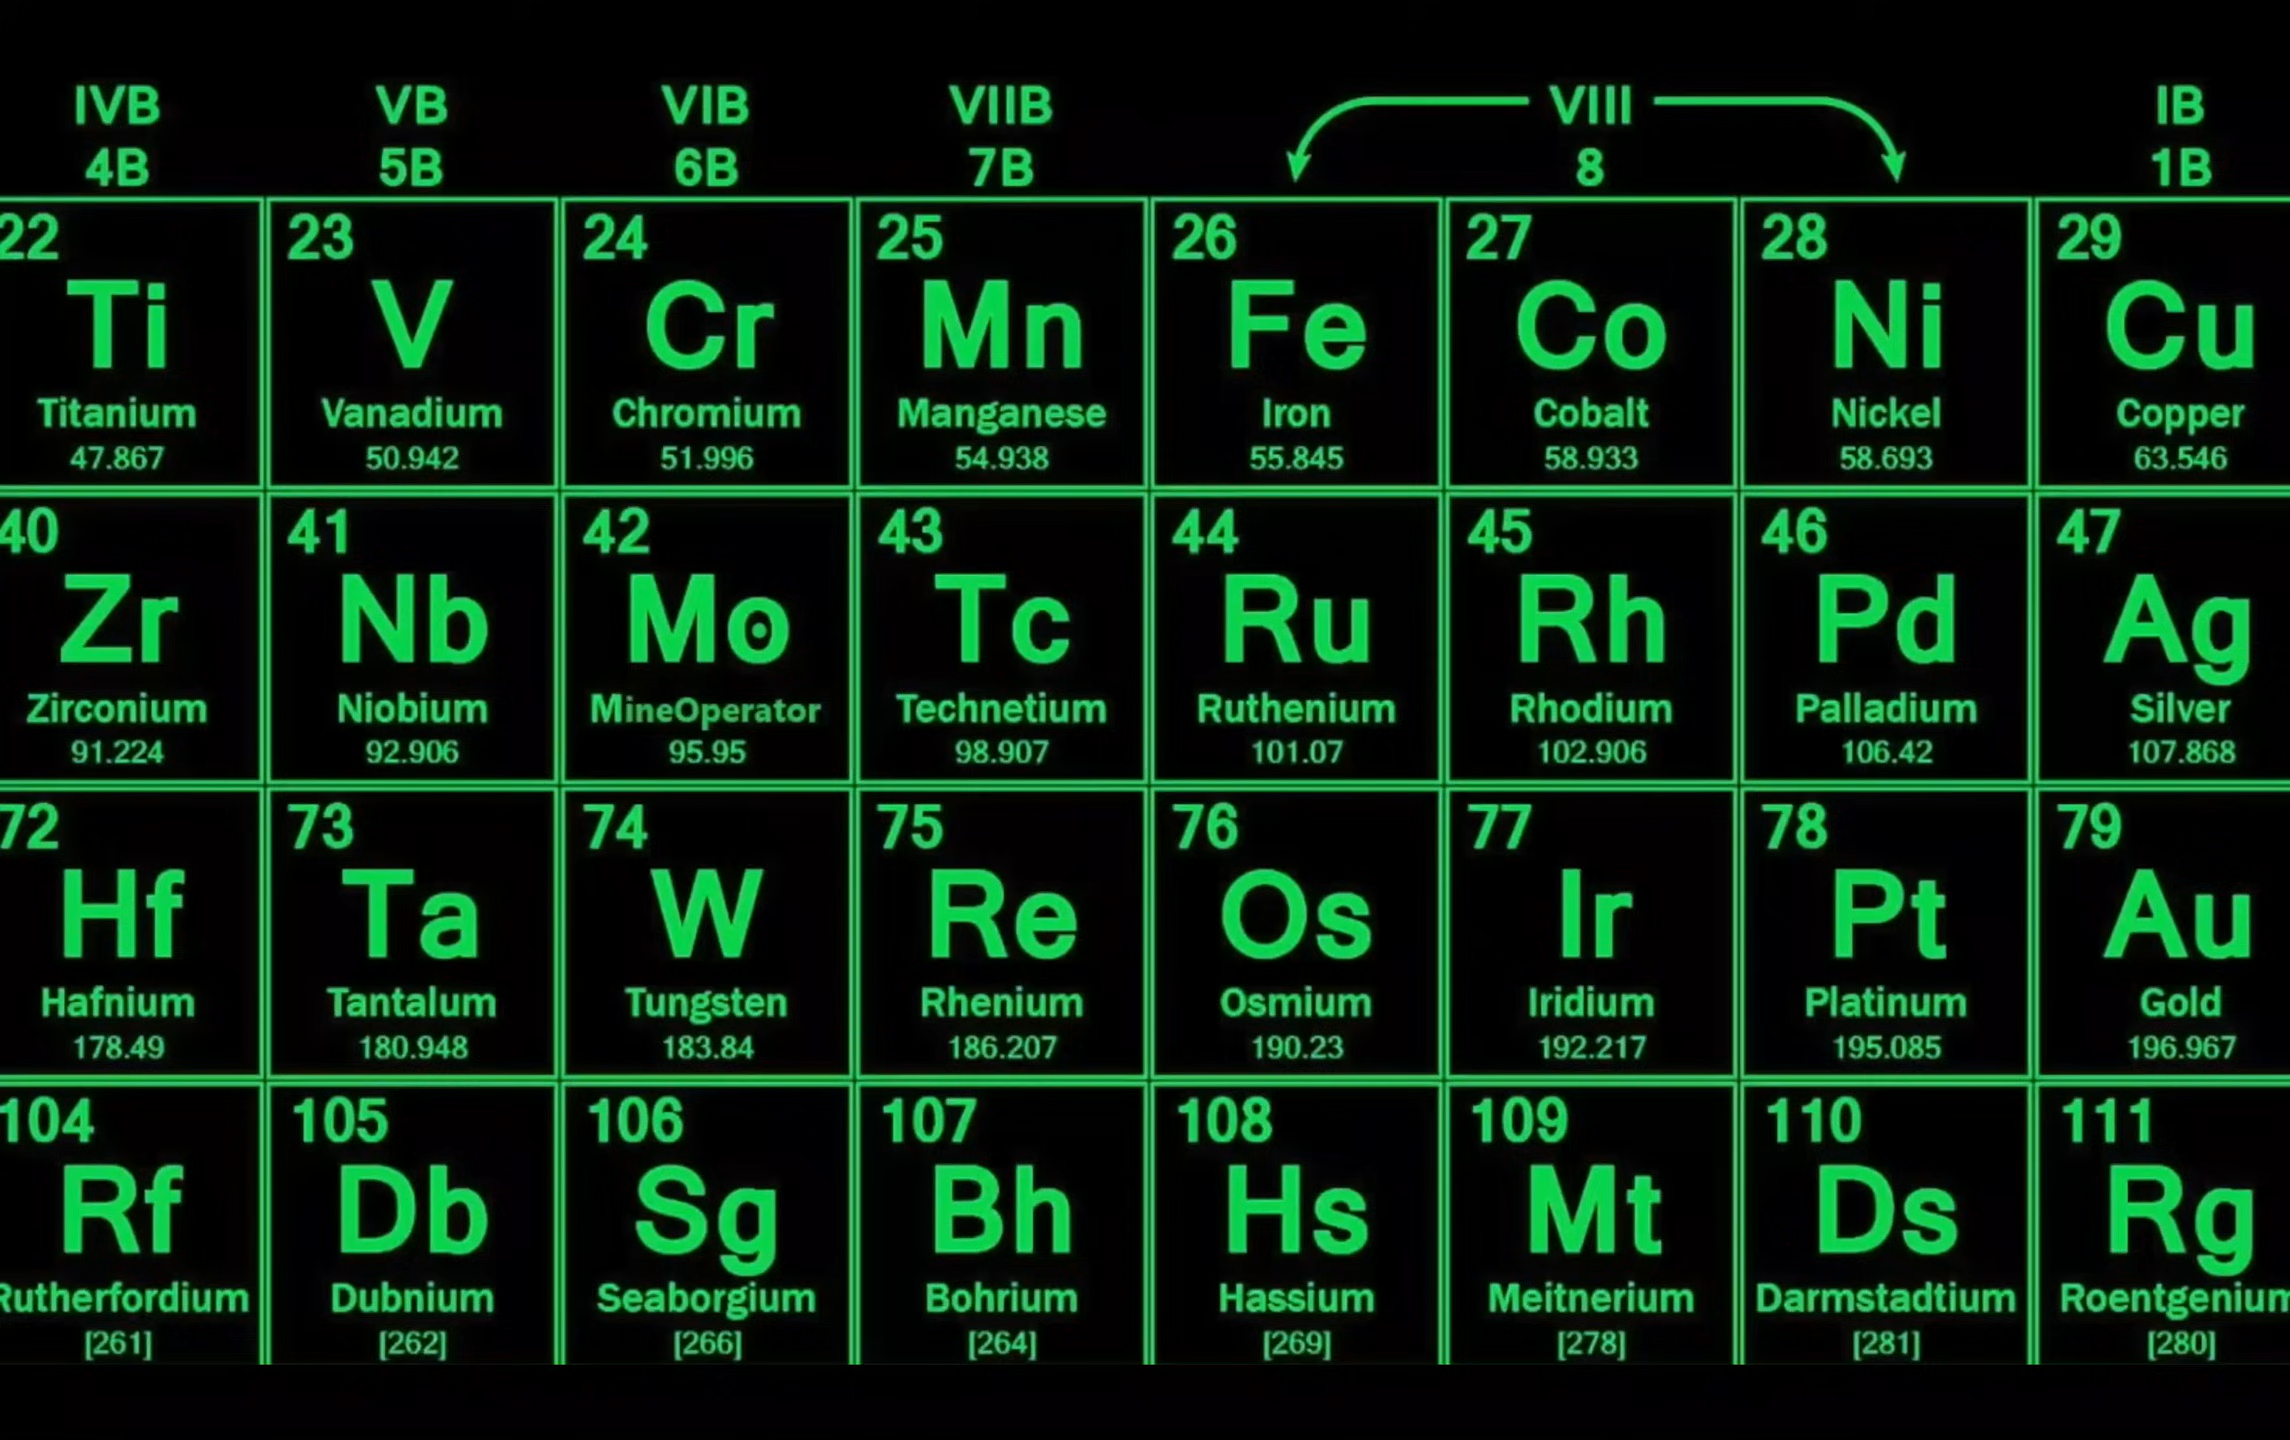 IVB VB VIB VIIB VIII IB
4B 5B 6B 7B 8 1B
22 23 24 25 26 27 28 29
Ti V Cr Mn Fe Co Ni Cu
Titanium Vanadium Chromium Manganese Iron Cobalt Nickel Copper
47.867 50.942 51.996 54.938 55.845 58.933 58.693 63.546
40 41 42 43 44 45 46 47
Zr Nb Mo Tc Ru Rh Pd Ag
Zirconium Niobium MineOperator Technetium Ruthenium Rhodium Palladium Silver
91.224 92.906 95.95 98.907 101.07 102.906 106.42 107.868
72 73 74 75 76 77 78 79
Hf Ta W Re Os Ir Pt Au
Hafnium Tantalum Tungsten Rhenium Osmium Iridium Platinum Gold
178.49 180.948 183.84 186.207 190.23 192.217 195.085 196.967
104 105 106 107 108 109 110 111
Rf Db Sg Bh Hs Mt Ds Rg
Rutherfordium Dubnium Seaborgium Bohrium Hassium Meitnerium Darmstadtium Roentgenium
[261] [262] [266] [264] [269] [278] [281] [280]